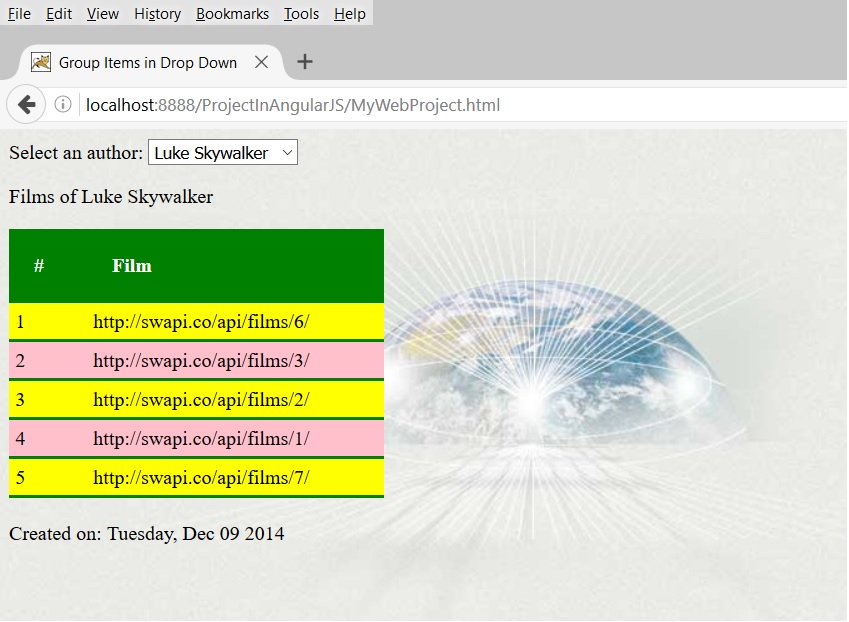 File Edit View History Bookmarks Tools Help
Group Items in Drop Down
localhost:8888/ProjectInAngularJS/MyWebProject.html
Select an author: Luke Skywalker
Films of Luke Skywalker
# Film
1 http://swapi.co/api/films/6/
2 http://swapi.co/api/films/3/
3 http://swapi.co/api/films/2/
4 http://swapi.co/api/films/1/
5 http://swapi.co/api/films/7/
Created on: Tuesday, Dec 09 2014